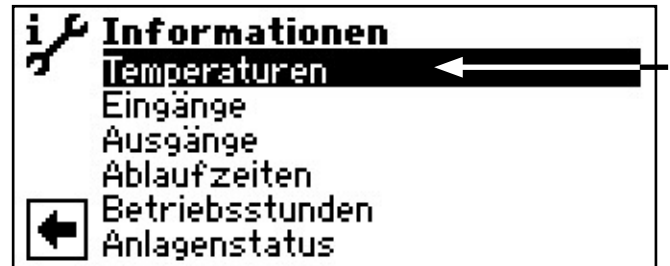 Informationen
Temperaturen
Eingänge
Ausgänge
Ablaufzeiten
Betriebsstunden
Anlagenstatus